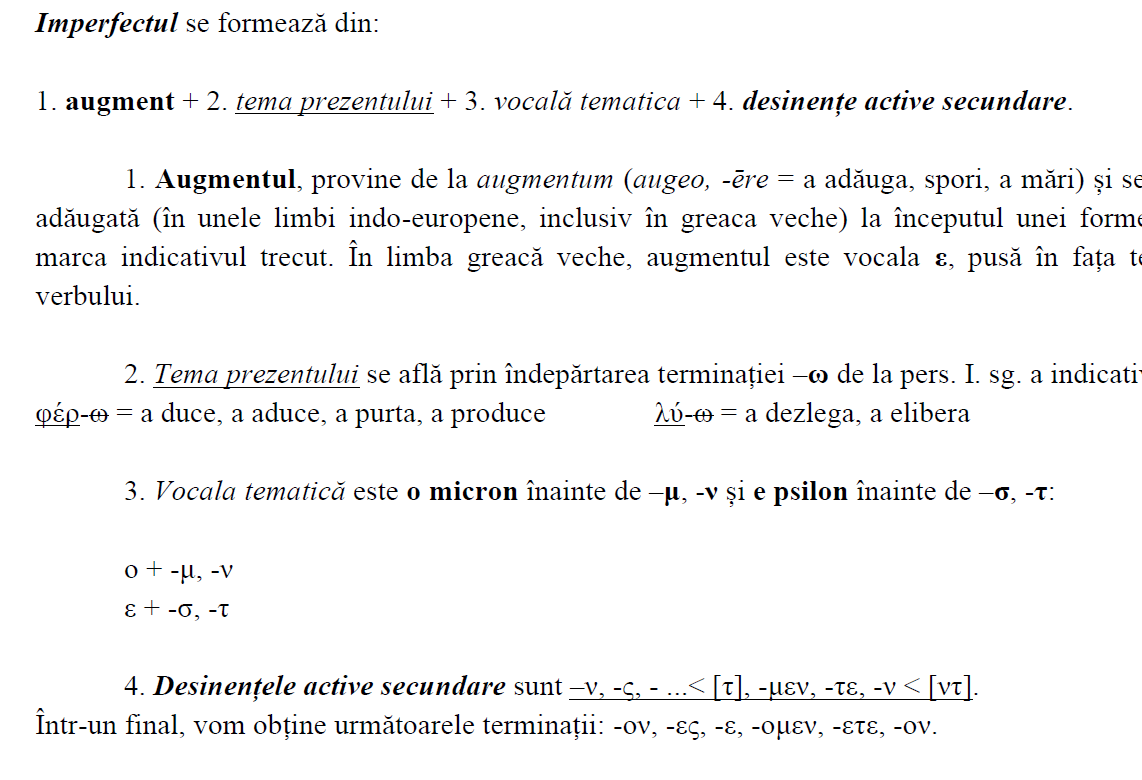 Imperfectul se formează din:
1. augment + 2. tema prezentului + 3. vocală tematica + 4. desinențe active secundare.
1. Augmentul, provine de la augmentum (augeo, -ēre = a adăuga, spori, a mări) și se
adăugată (în unele limbi indo-europene, inclusiv în greaca veche) la începutul unei forme
marca indicativul trecut. În limba greacă veche, augmentul este vocala ε, pusă în fața
verbului.
2. Tema prezentului se află prin îndepărtarea terminației –ω de la pers. I. sg. a
φέρ-ω = a duce, a aduce, a purta, a produce λύ-ω = a dezlega, a elibera
3. Vocala tematică este o micron înainte de –μ, -ν și e psilon înainte de –σ, -τ:
ο + -μ, -ν
ε + -σ, -τ
4. Desinențele active secundare sunt –ν, -ς, - ...< [τ], -μεν, -τε, -ν < [ντ].
Într-un final, vom obține următoarele terminații: -ον, -ες, -ε, -ομεν, -ετε, -ον.